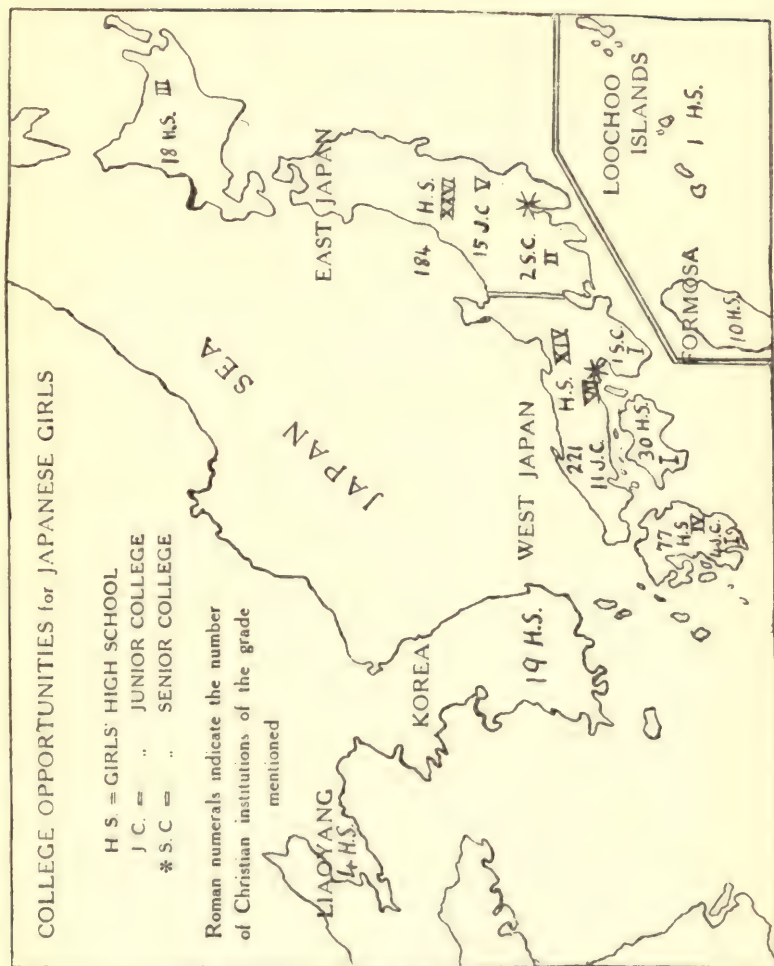 COLLEGE OPPORTUNITIES for JAPANESE GIRLS
H S. = GIRLS' HIGH SCHOOL
J C. = " JUNIOR COLLEGE
* S. C = " SENIOR COLLEGE
Roman numerals indicate the number
of Christian institutions of the grade
mentioned
JAPAN SEA
18 H.S. III
EAST JAPAN
184 H.S.
XXVI
15 J.C V
2 S.C.
II
WEST JAPAN
221 H.S. XIV
11 J.C. VII
1 S.C.
I
30 H.S.
I
77
H.S
IV
4 J.C.
KOREA
19 H.S.
LIAOYANG
4 H.S.
FORMOSA
10 H.S.
LOOCHOO
ISLANDS
1 H.S.